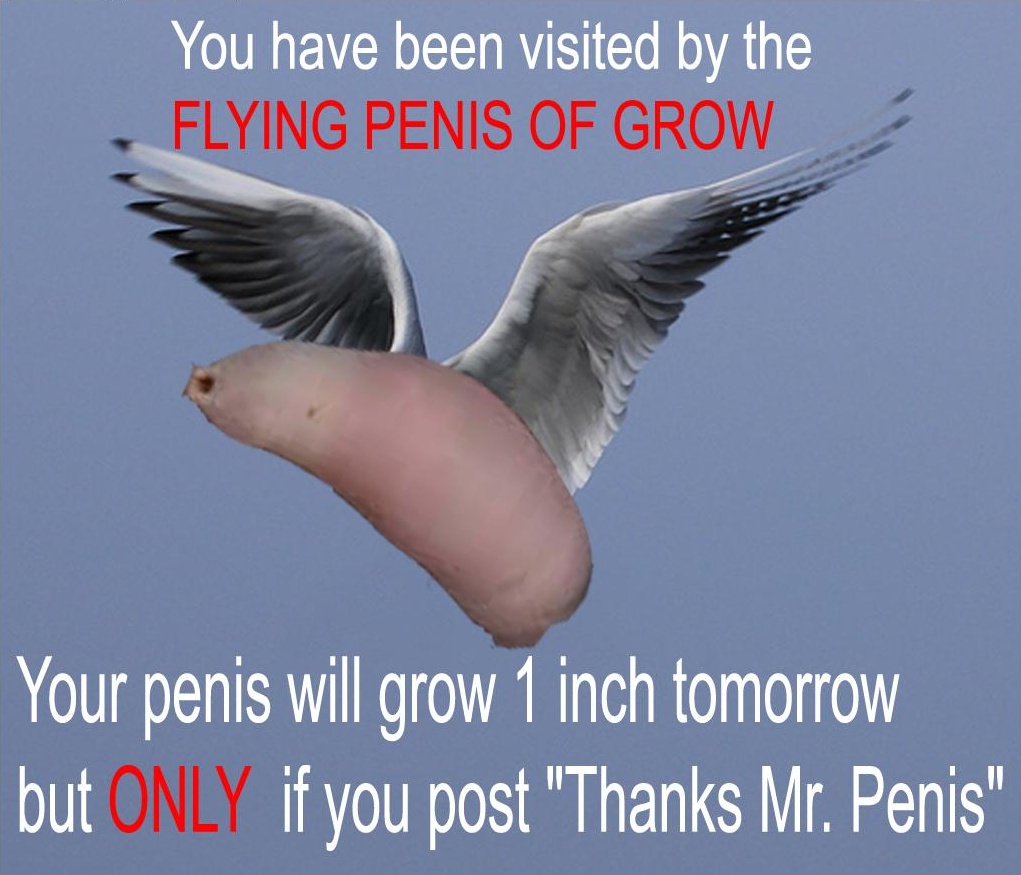 You have been visited by the
FLYING PENIS OF GROW
Your penis will grow 1 inch tomorrow
but ONLY if you post "Thanks Mr. Penis"